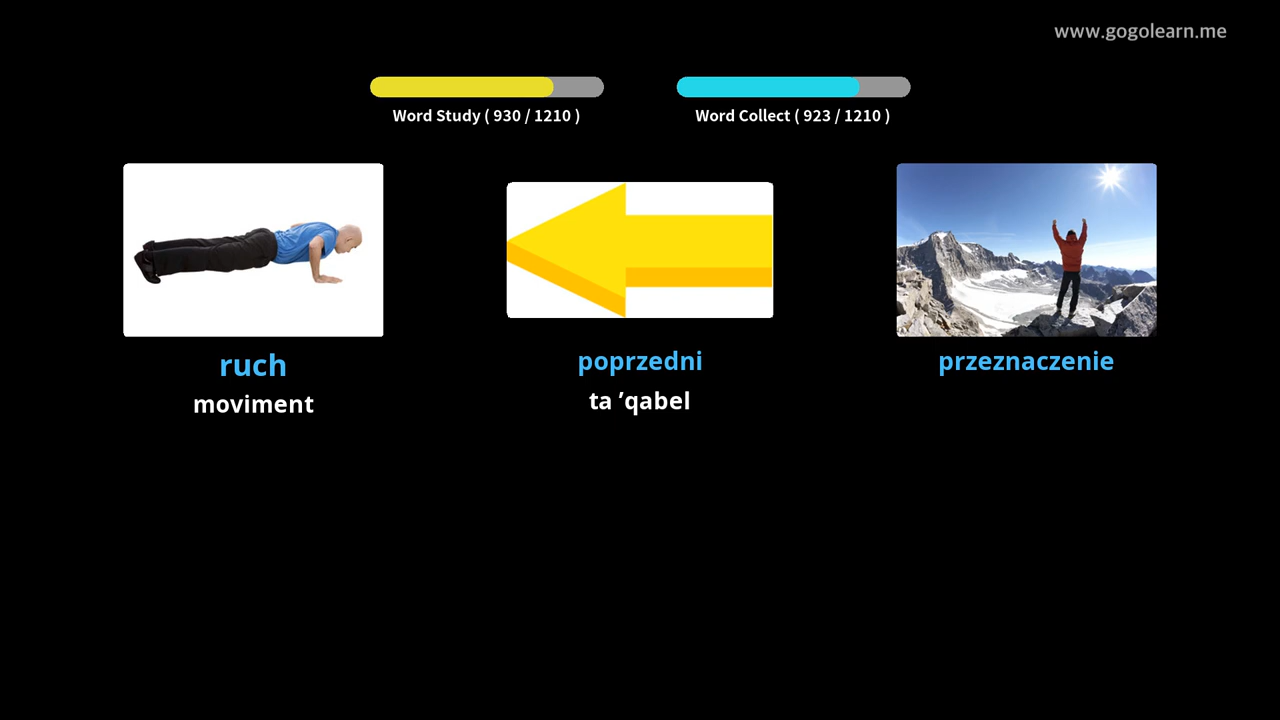 www.gogolearn.me
Word Study ( 930 / 1210 )
Word Collect ( 923 / 1210 )
ruch
moviment
poprzedni
ta ’qabel
przeznaczenie